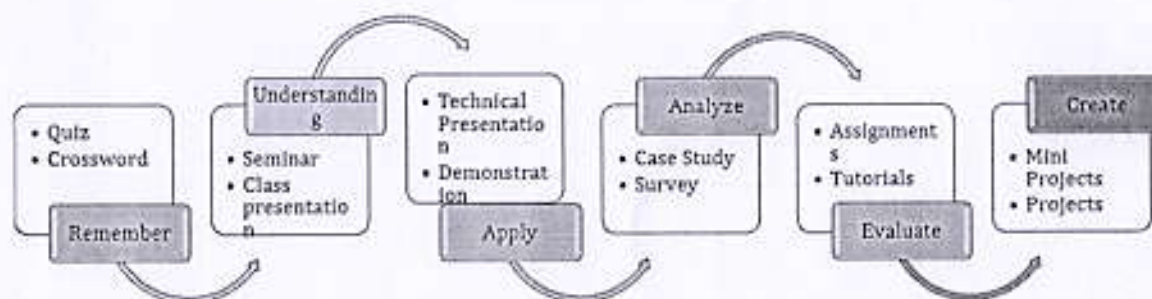 • Quiz
• Crossword
Remember
Understandin
g
• Seminar
• Class
presentatio
n
• Technical
Presentatio
n
• Demonstrat
ion
Apply
Analyze
• Case Study
• Survey
• Assignment
s
• Tutorials
Evaluate
Create
• Mini
Projects
• Projects